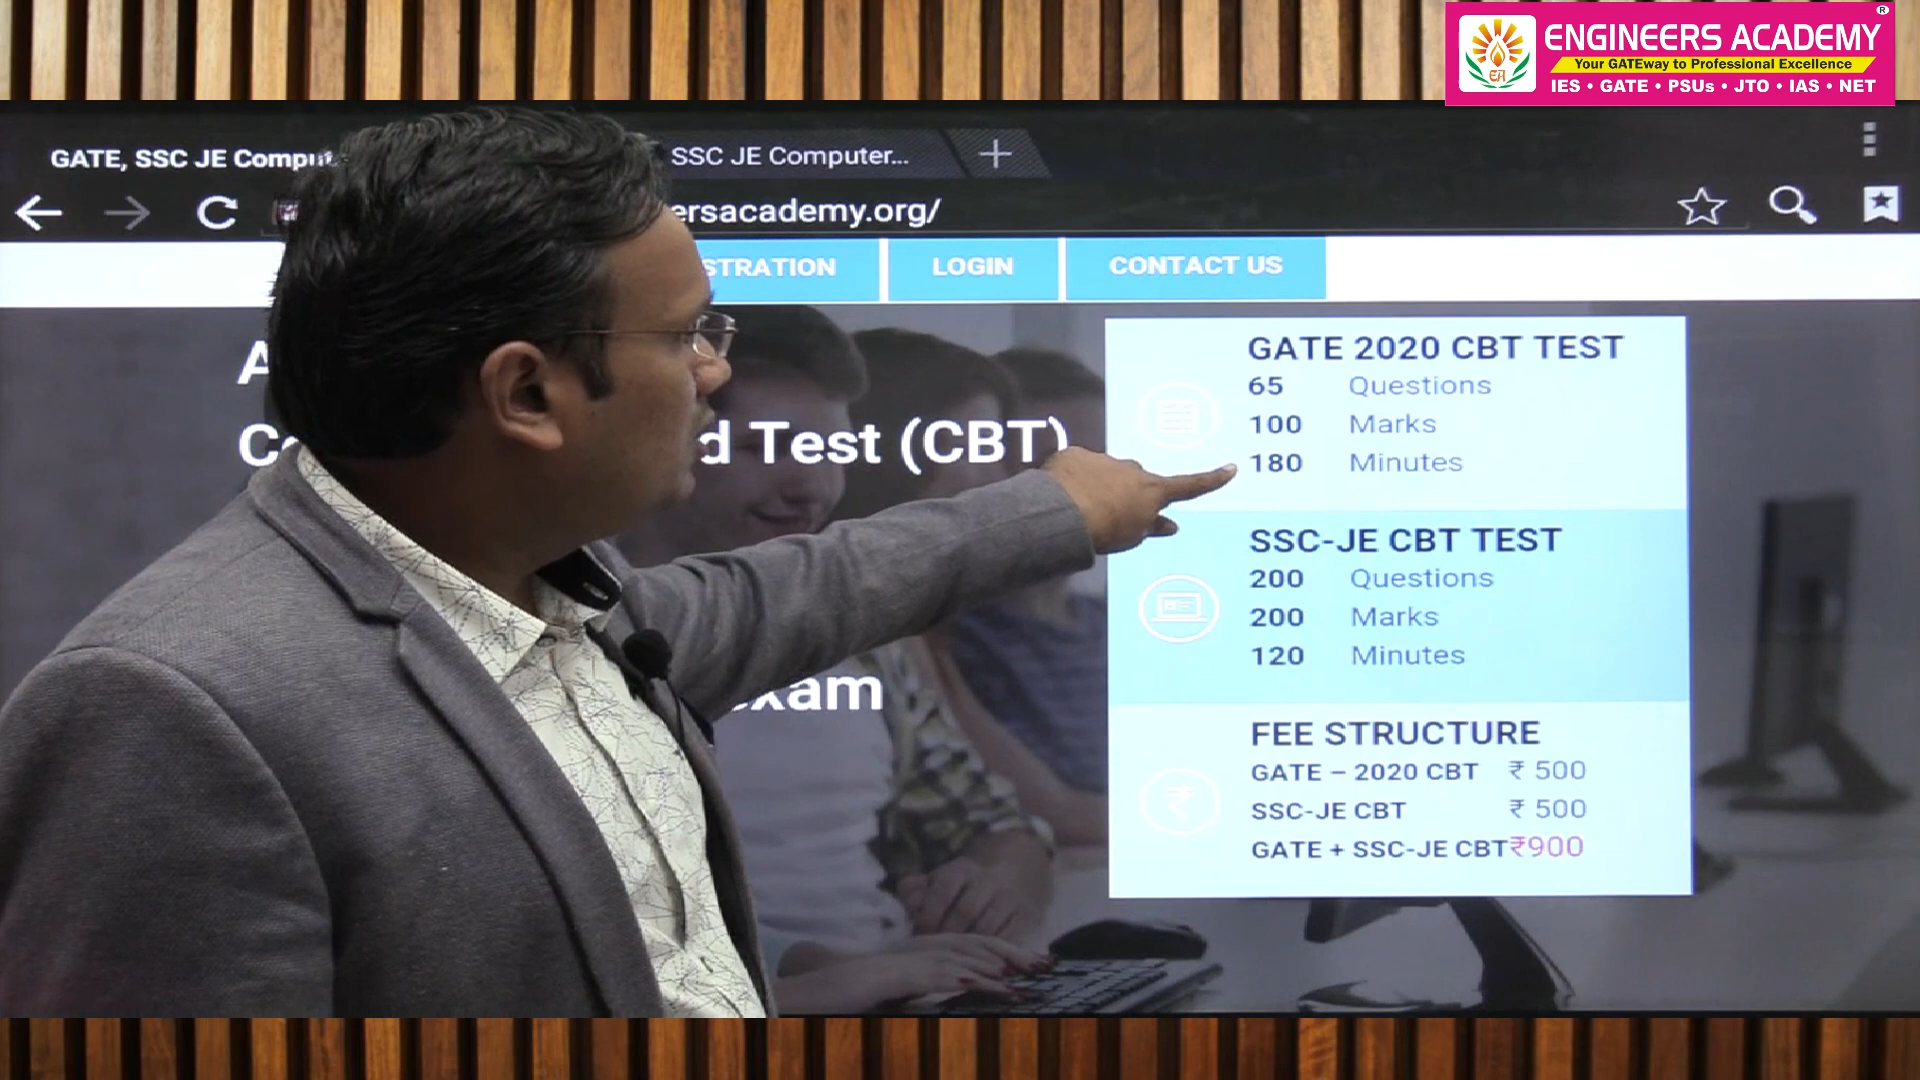 ENGINEERS ACADEMY ®
Your GATEway to Professional Excellence
IES • GATE • PSUs • JTO • IAS • NET
GATE, SSC JE Comput
SSC JE Computer...
ersacademy.org/
STRATION
LOGIN
CONTACT US
A
Co d Test (CBT)
xam
GATE 2020 CBT TEST
65 Questions
100 Marks
180 Minutes
SSC-JE CBT TEST
200 Questions
200 Marks
120 Minutes
FEE STRUCTURE
GATE – 2020 CBT ₹ 500
SSC-JE CBT ₹ 500
GATE + SSC-JE CBT ₹900